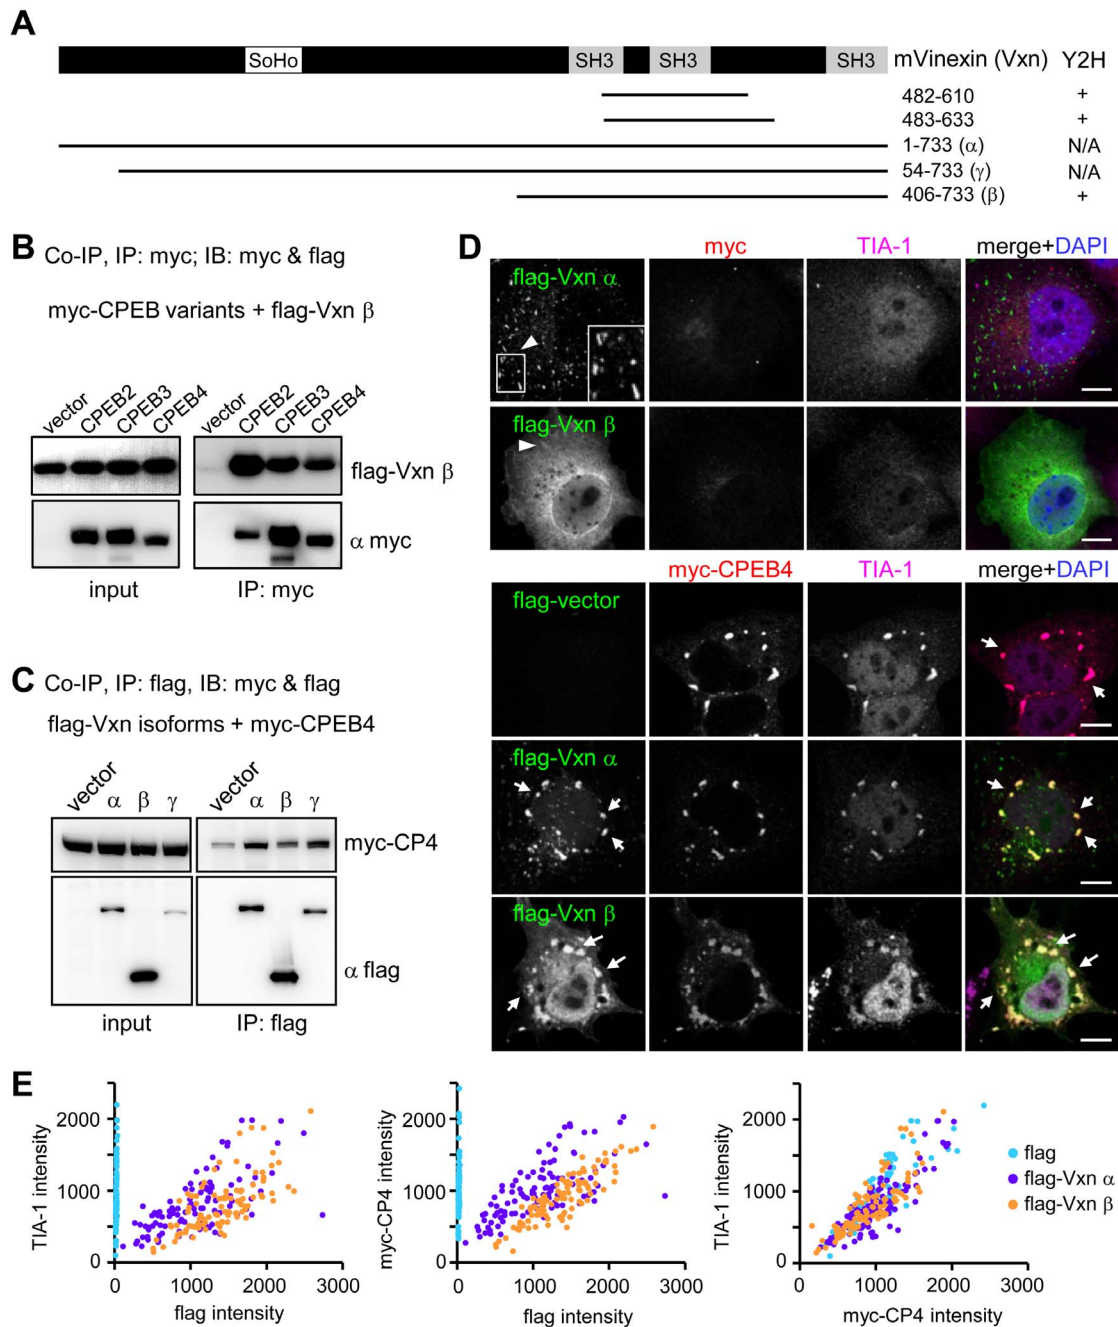 A
SoHo SH3 SH3 SH3 mVinexin (Vxn) Y2H
482-610 +
483-633 +
1-733 (α) N/A
54-733 (γ) N/A
406-733 (β) +
B
Co-IP, IP: myc; IB: myc & flag
myc-CPEB variants + flag-Vxn β
vector CPEB2 CPEB3 CPEB4 vector CPEB2 CPEB3 CPEB4
flag-Vxn β
α myc
input IP: myc
C
Co-IP, IP: flag, IB: myc & flag
flag-Vxn isoforms + myc-CPEB4
vector α β γ vector α β γ
myc-CP4
α flag
input IP: flag
D
myc TIA-1 merge+DAPI
flag-Vxn α
flag-Vxn β
myc-CPEB4 TIA-1 merge+DAPI
flag-vector
flag-Vxn α
flag-Vxn β
E
TIA-1 intensity
2000
1000
0
0 1000 2000 3000
flag intensity
myc-CP4 intensity
2000
1000
0
0 1000 2000 3000
flag intensity
TIA-1 intensity
2000
1000
0
0 1000 2000 3000
myc-CP4 intensity
flag
flag-Vxn α
flag-Vxn β